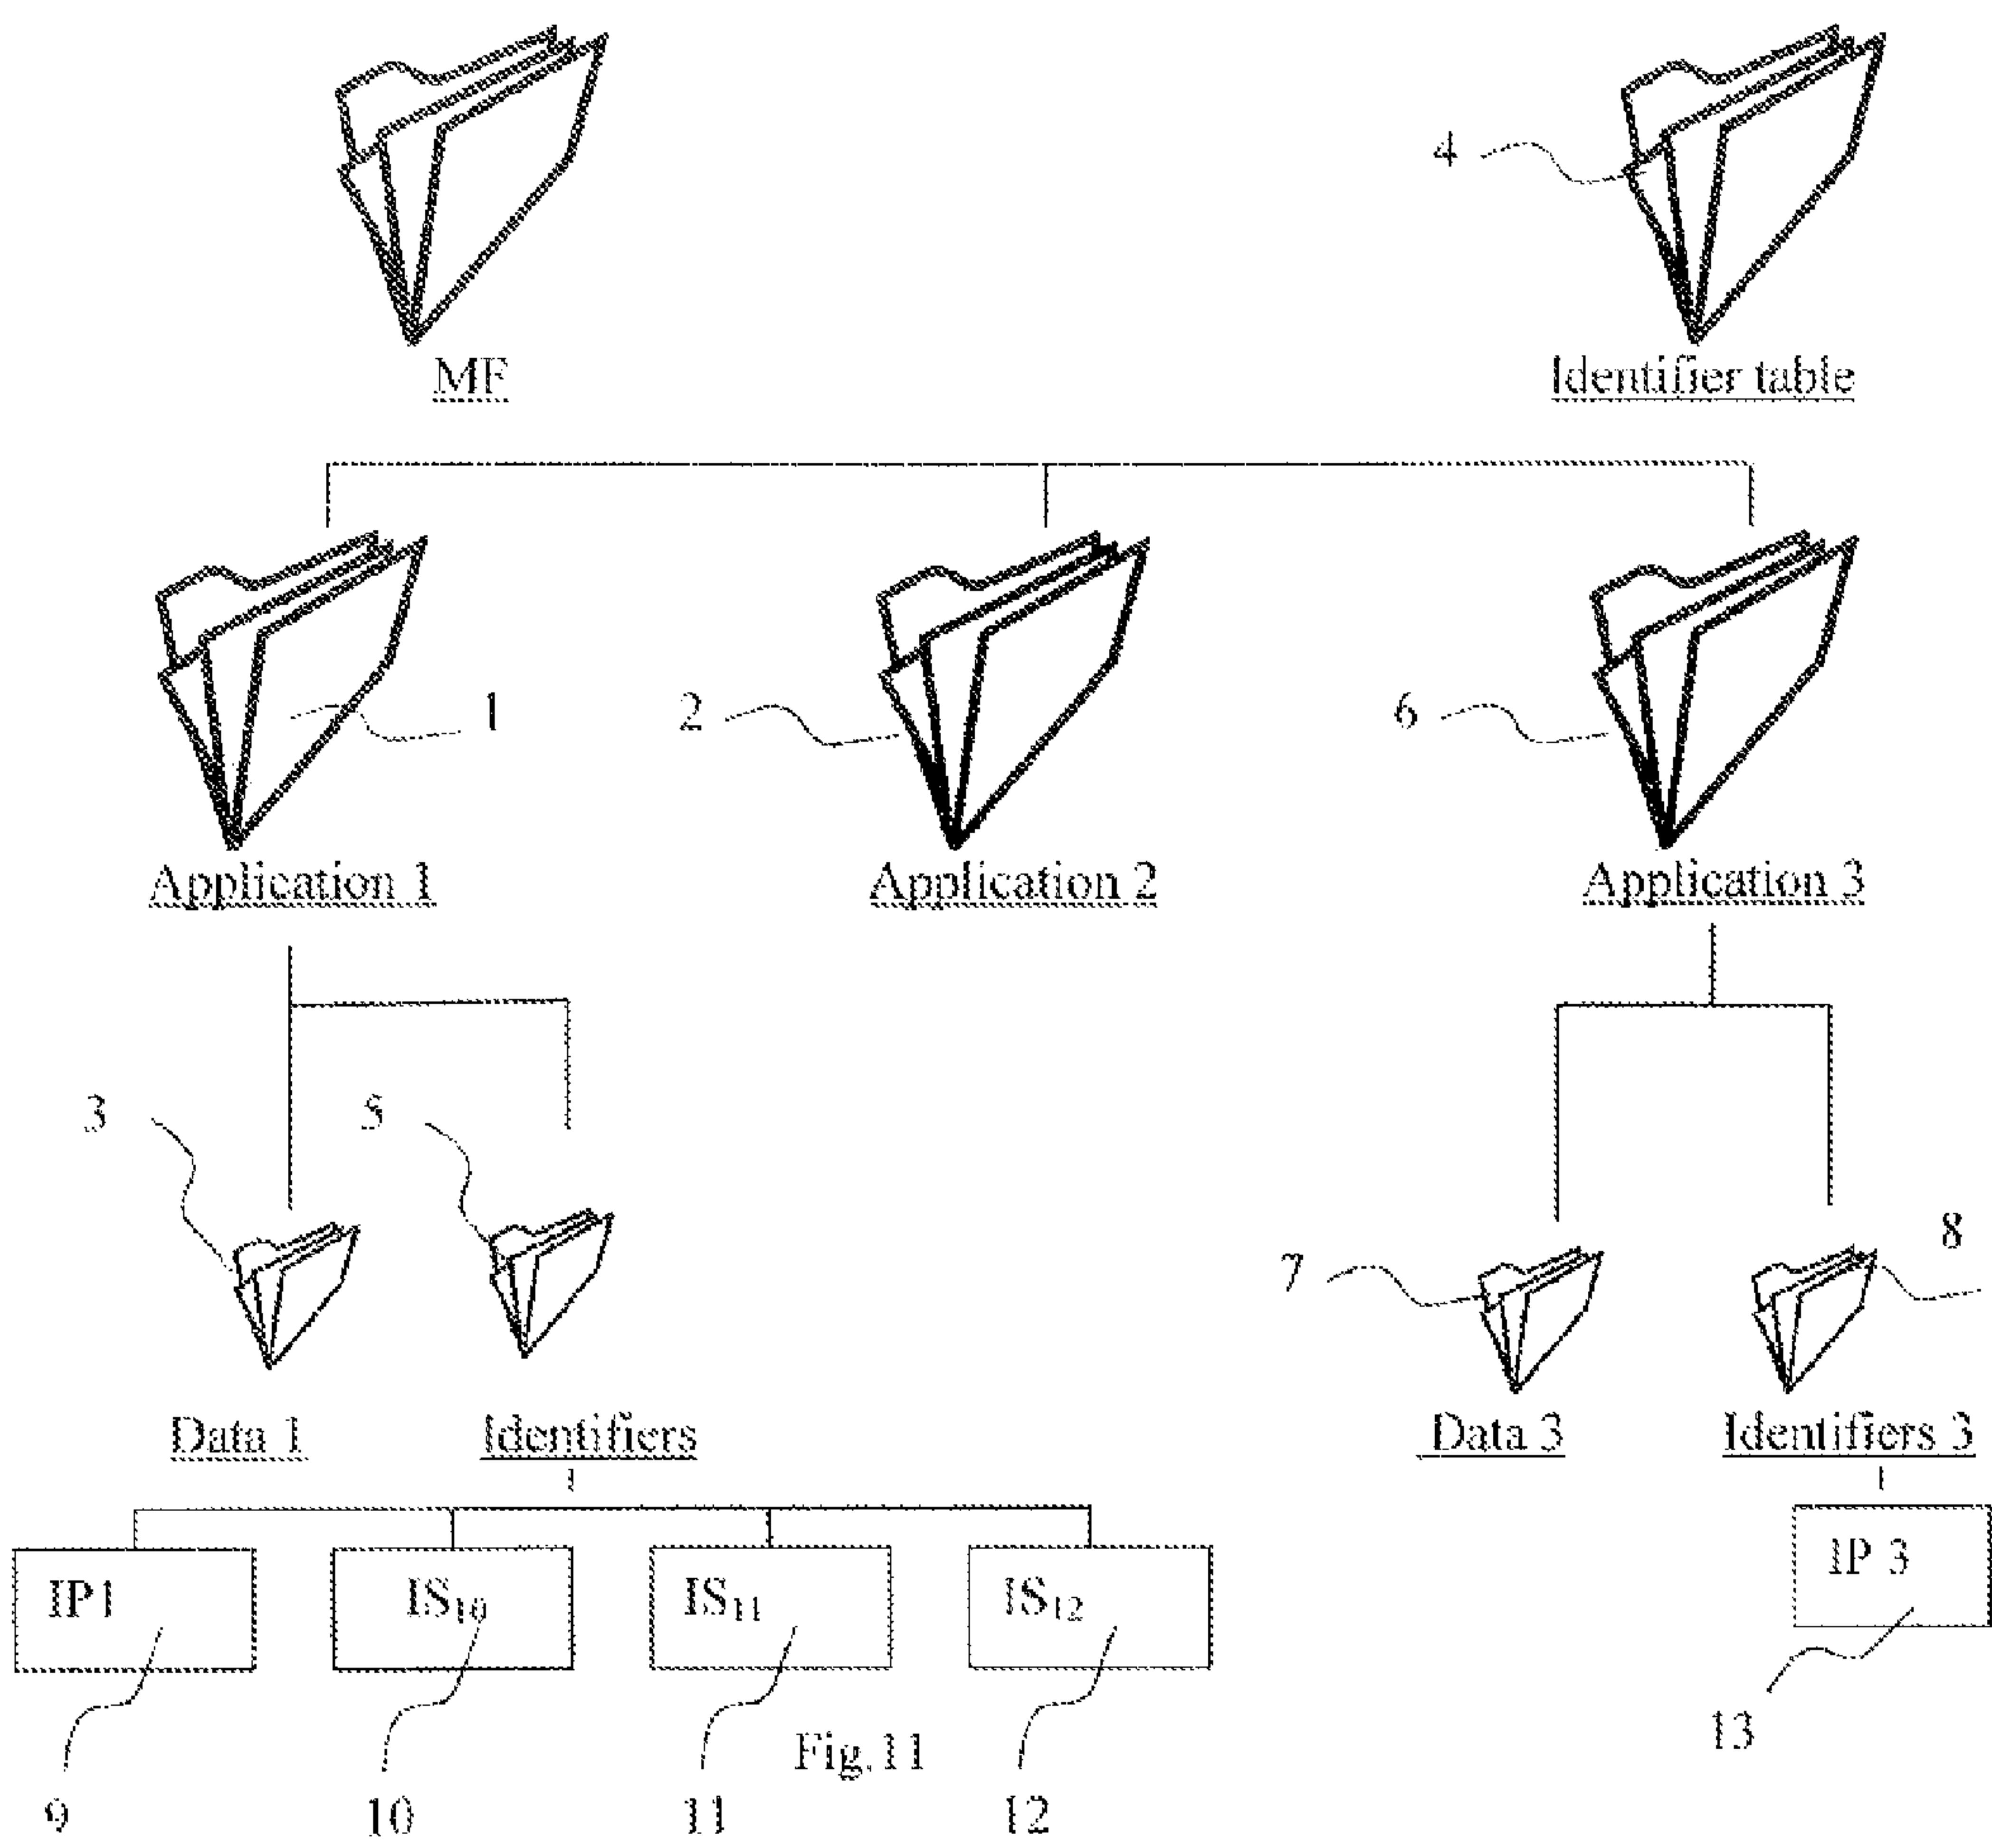 4
MF
Identifier table
1
2
6
Application 1
Application 2
Application 3
3
5
7
8
Data 1
Identifiers
Data 3
Identifiers 3
IP1
IS10
IS11
IS12
IP 3
13
Fig.11
9
10
11
12